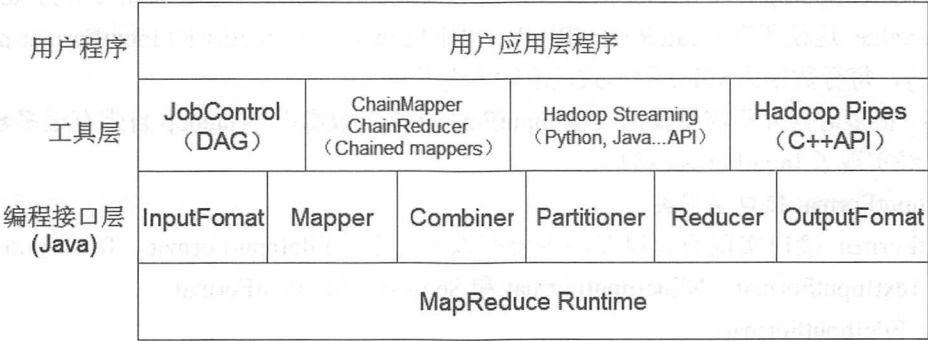 用户程序
用户应用层程序
工具层
JobControl
（DAG）
ChainMapper
ChainReducer
（Chained mappers）
Hadoop Streaming
（Python, Java...API）
Hadoop Pipes
（C++API）
编程接口层
(Java)
InputFomat
Mapper
Combiner
Partitioner
Reducer
OutputFomat
MapReduce Runtime